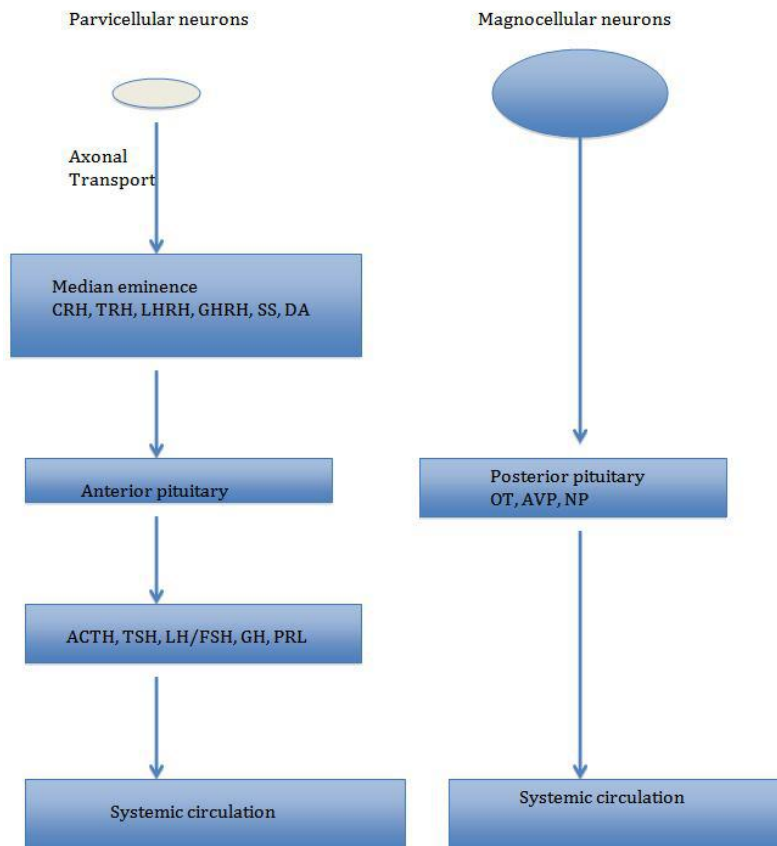 Parvicellular neurons
Magnocellular neurons
Axonal
Transport
Median eminence
CRH, TRH, LHRH, GHRH, SS, DA
Anterior pituitary
Posterior pituitary
OT, AVP, NP
ACTH, TSH, LH/FSH, GH, PRL
Systemic circulation
Systemic circulation